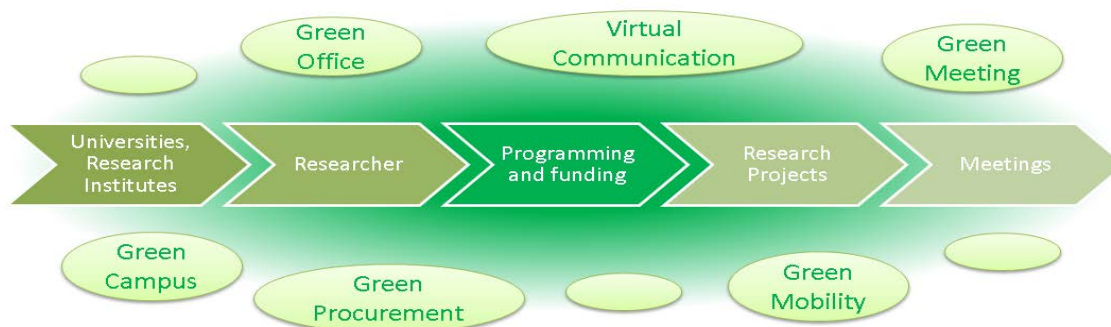 Green
Office
Virtual
Communication
Green
Meeting
Universities,
Research
Institutes
Researcher
Programming
and funding
Research
Projects
Meetings
Green
Campus
Green
Procurement
Green
Mobility